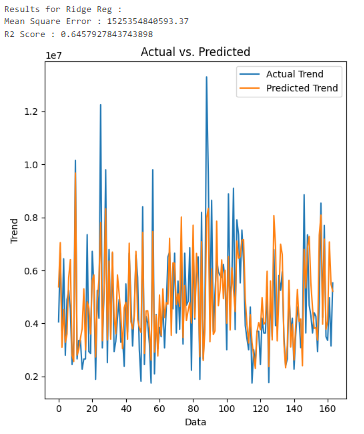 Results for Ridge Reg :
Mean Square Error : 1525354840593.37
R2 Score : 0.6457927843743898
Actual vs. Predicted
1e7
Actual Trend
Predicted Trend
1.2
1.0
0.8
0.6
0.4
0.2
Trend
0 20 40 60 80 100 120 140 160
Data